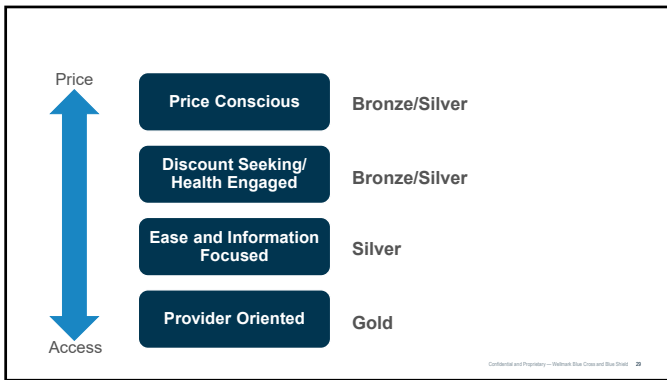 Price
Price Conscious
Bronze/Silver
Discount Seeking/
Health Engaged
Bronze/Silver
Ease and Information
Focused
Silver
Provider Oriented
Gold
Access
Confidential and Proprietary — Wellmark Blue Cross and Blue Shield 29